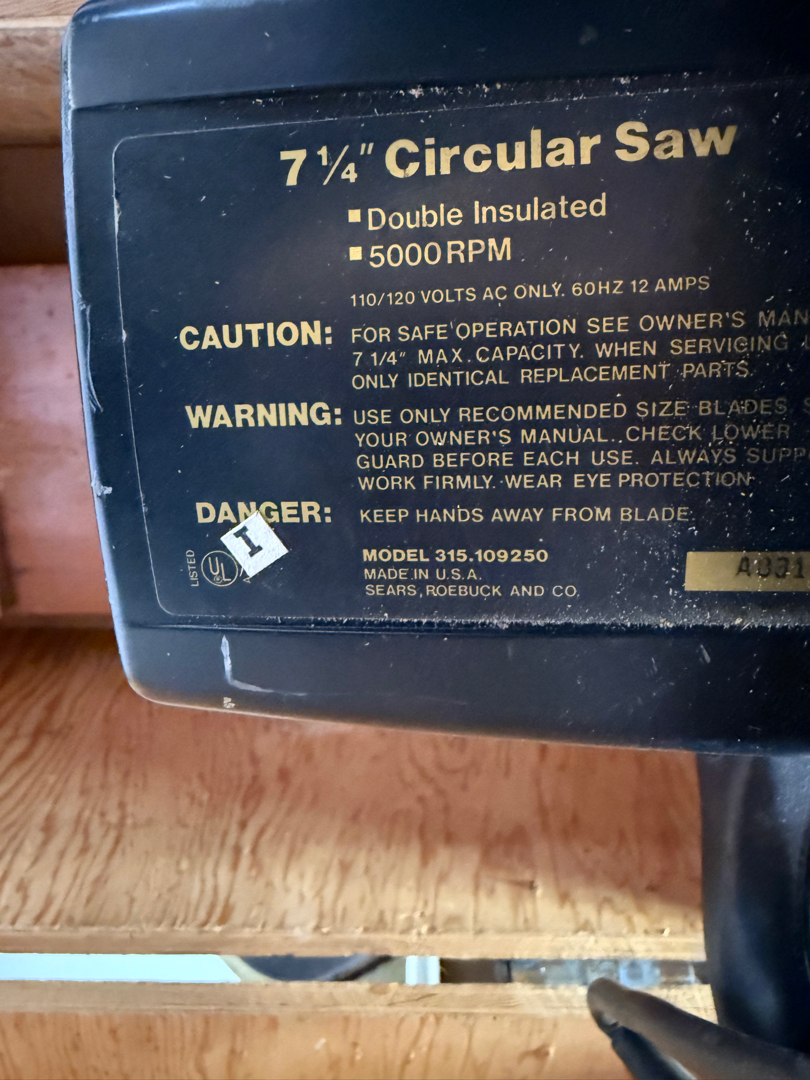 7 1/4" Circular Saw
▪ Double Insulated
▪ 5000 RPM
110/120 VOLTS AC ONLY. 60HZ 12 AMPS
CAUTION: FOR SAFE OPERATION SEE OWNER'S
7 1/4" MAX. CAPACITY. WHEN SERVICING
ONLY IDENTICAL REPLACEMENT PARTS.
WARNING: USE ONLY RECOMMENDED SIZE BLADES.
YOUR OWNER'S MANUAL. CHECK LOWER
GUARD BEFORE EACH USE. ALWAYS
WORK FIRMLY. WEAR EYE PROTECTION
DANGER: KEEP HANDS AWAY FROM BLADE
I
LISTED
UL
MODEL 315.109250
MADE IN U.S.A.
SEARS, ROEBUCK AND CO.